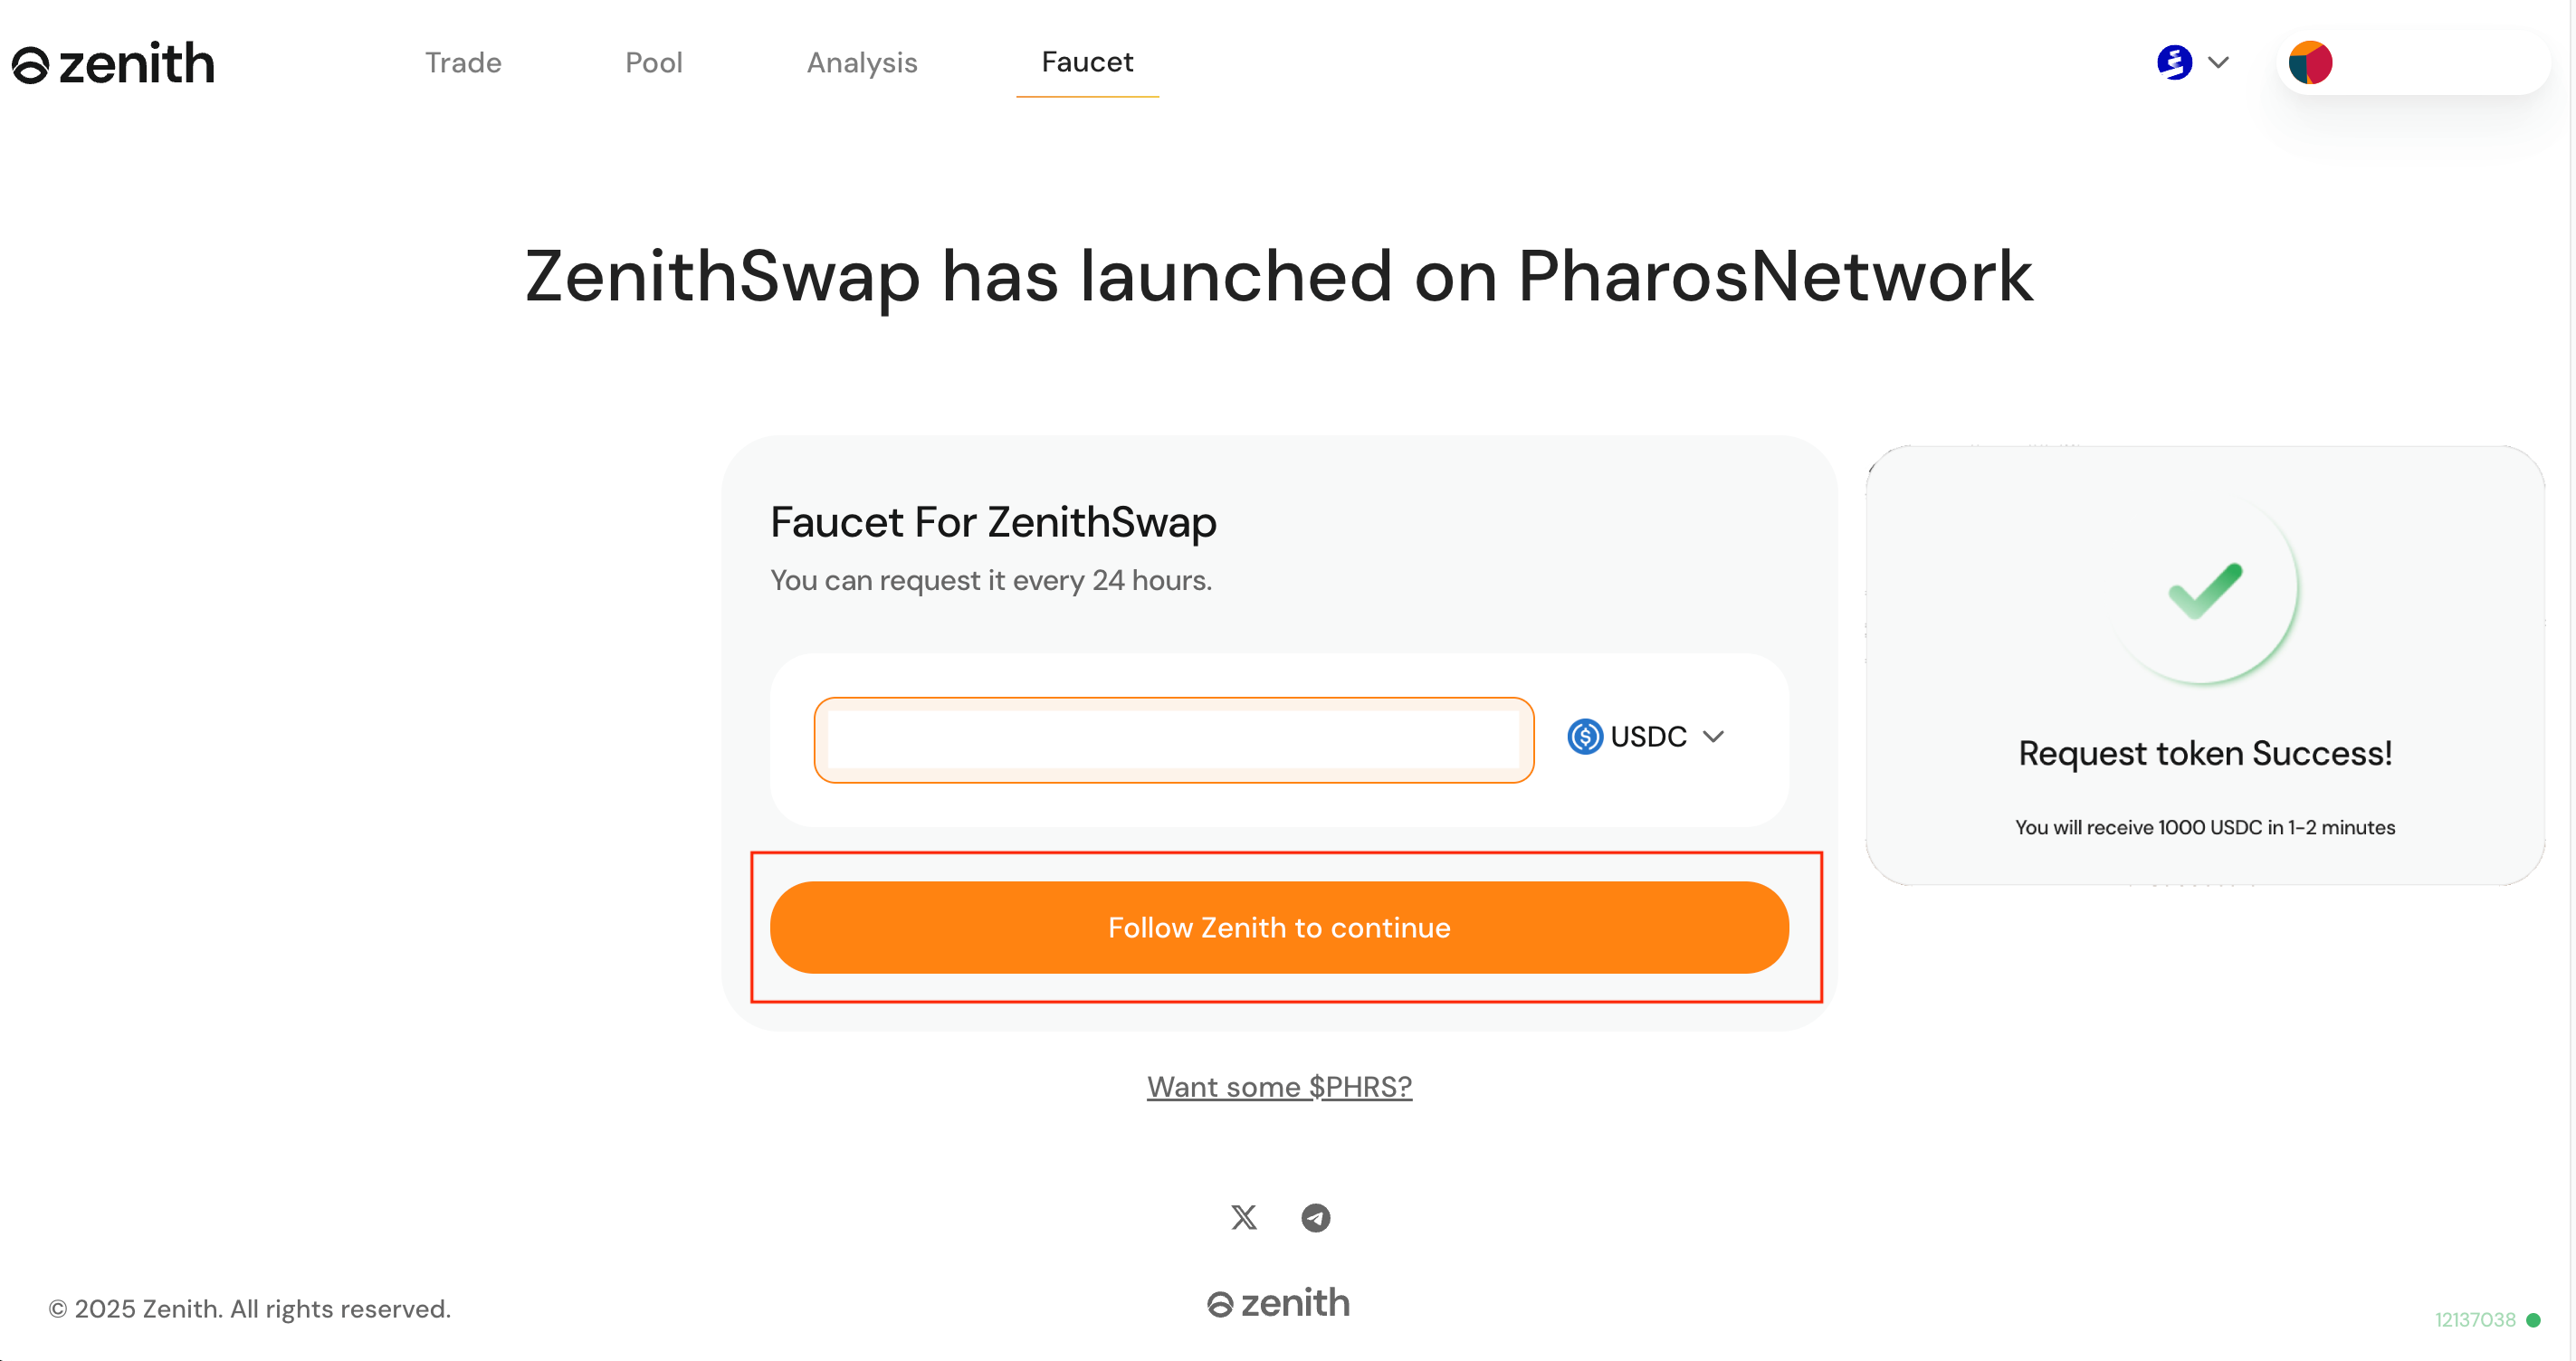 zenith
Trade
Pool
Analysis
Faucet
ZenithSwap has launched on PharosNetwork
Faucet For ZenithSwap
You can request it every 24 hours.
USDC
Follow Zenith to continue
Request token Success!
You will receive 1000 USDC in 1-2 minutes
Want some $PHRS?
zenith
© 2025 Zenith. All rights reserved.
12137038